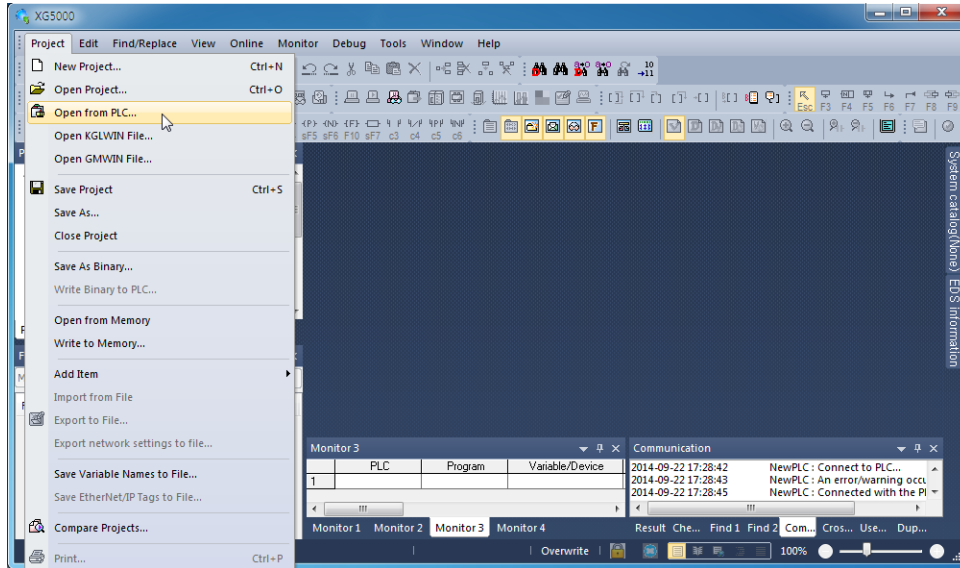 XG5000
Project Edit Find/Replace View Online Monitor Debug Tools Window Help
New Project... Ctrl+N
Open Project... Ctrl+O
Open from PLC...
Open KGLWIN File...
Open GMWIN File...
Save Project Ctrl+S
Save As...
Close Project
Save As Binary...
Write Binary to PLC...
Open from Memory
Write to Memory...
Add Item
Import from File
Export to File...
Export network settings to file...
Save Variable Names to File...
Save EtherNet/IP Tags to File...
Compare Projects...
Print... Ctrl+P
Esc F3 F4 F5 F6 F7 F8 F9
sF5 sF6 F10 sF7 c3 c4 c5 c6
System catalog(None)
EDS information
Monitor 3
PLC Program Variable/Device
1
Monitor 1 Monitor 2 Monitor 3 Monitor 4
Communication
2014-09-22 17:28:42 NewPLC : Connect to PLC...
2014-09-22 17:28:43 NewPLC : An error/warning occu
2014-09-22 17:28:45 NewPLC : Connected with the Pl
Result Che... Find 1 Find 2 Com... Cros... Use... Dup...
Overwrite
100%